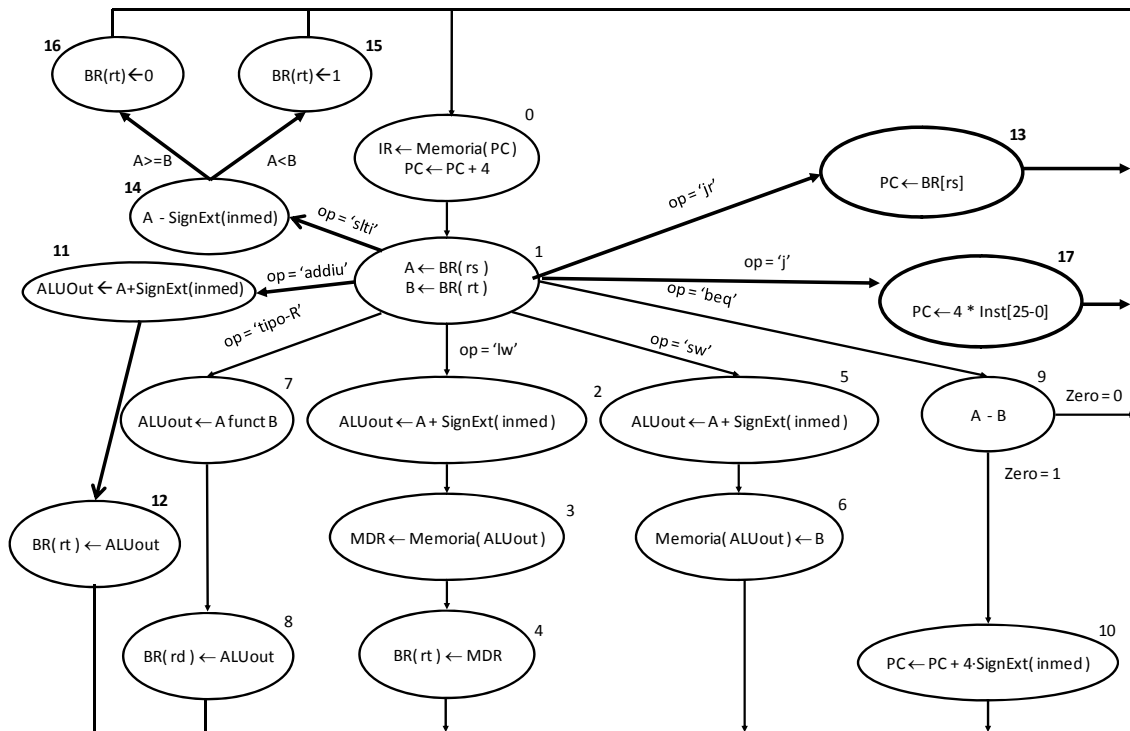 16
BR(rt)←0
15
BR(rt)←1
0
IR ← Memoria( PC)
PC ← PC + 4
13
PC ← BR[rs]
A>=B
A<B
14
A - SignExt(inmed)
op = 'slti'
op = 'jr'
11
ALUOut ← A+SignExt(inmed)
op = 'addiu'
1
A ← BR( rs )
B ← BR( rt )
op = 'j'
17
PC ← 4 * Inst[25-0]
op = 'beq'
op = 'tipo-R'
op = 'lw'
op = 'sw'
7
ALUout ← A funct B
2
ALUout ← A + SignExt( inmed)
5
ALUout ← A + SignExt( inmed)
9
A - B
Zero = 0
Zero = 1
12
BR( rt ) ← ALUout
3
MDR ← Memoria( ALUout )
6
Memoria( ALUout ) ← B
8
BR( rd ) ← ALUout
4
BR( rt ) ← MDR
10
PC ← PC + 4·SignExt( inmed)